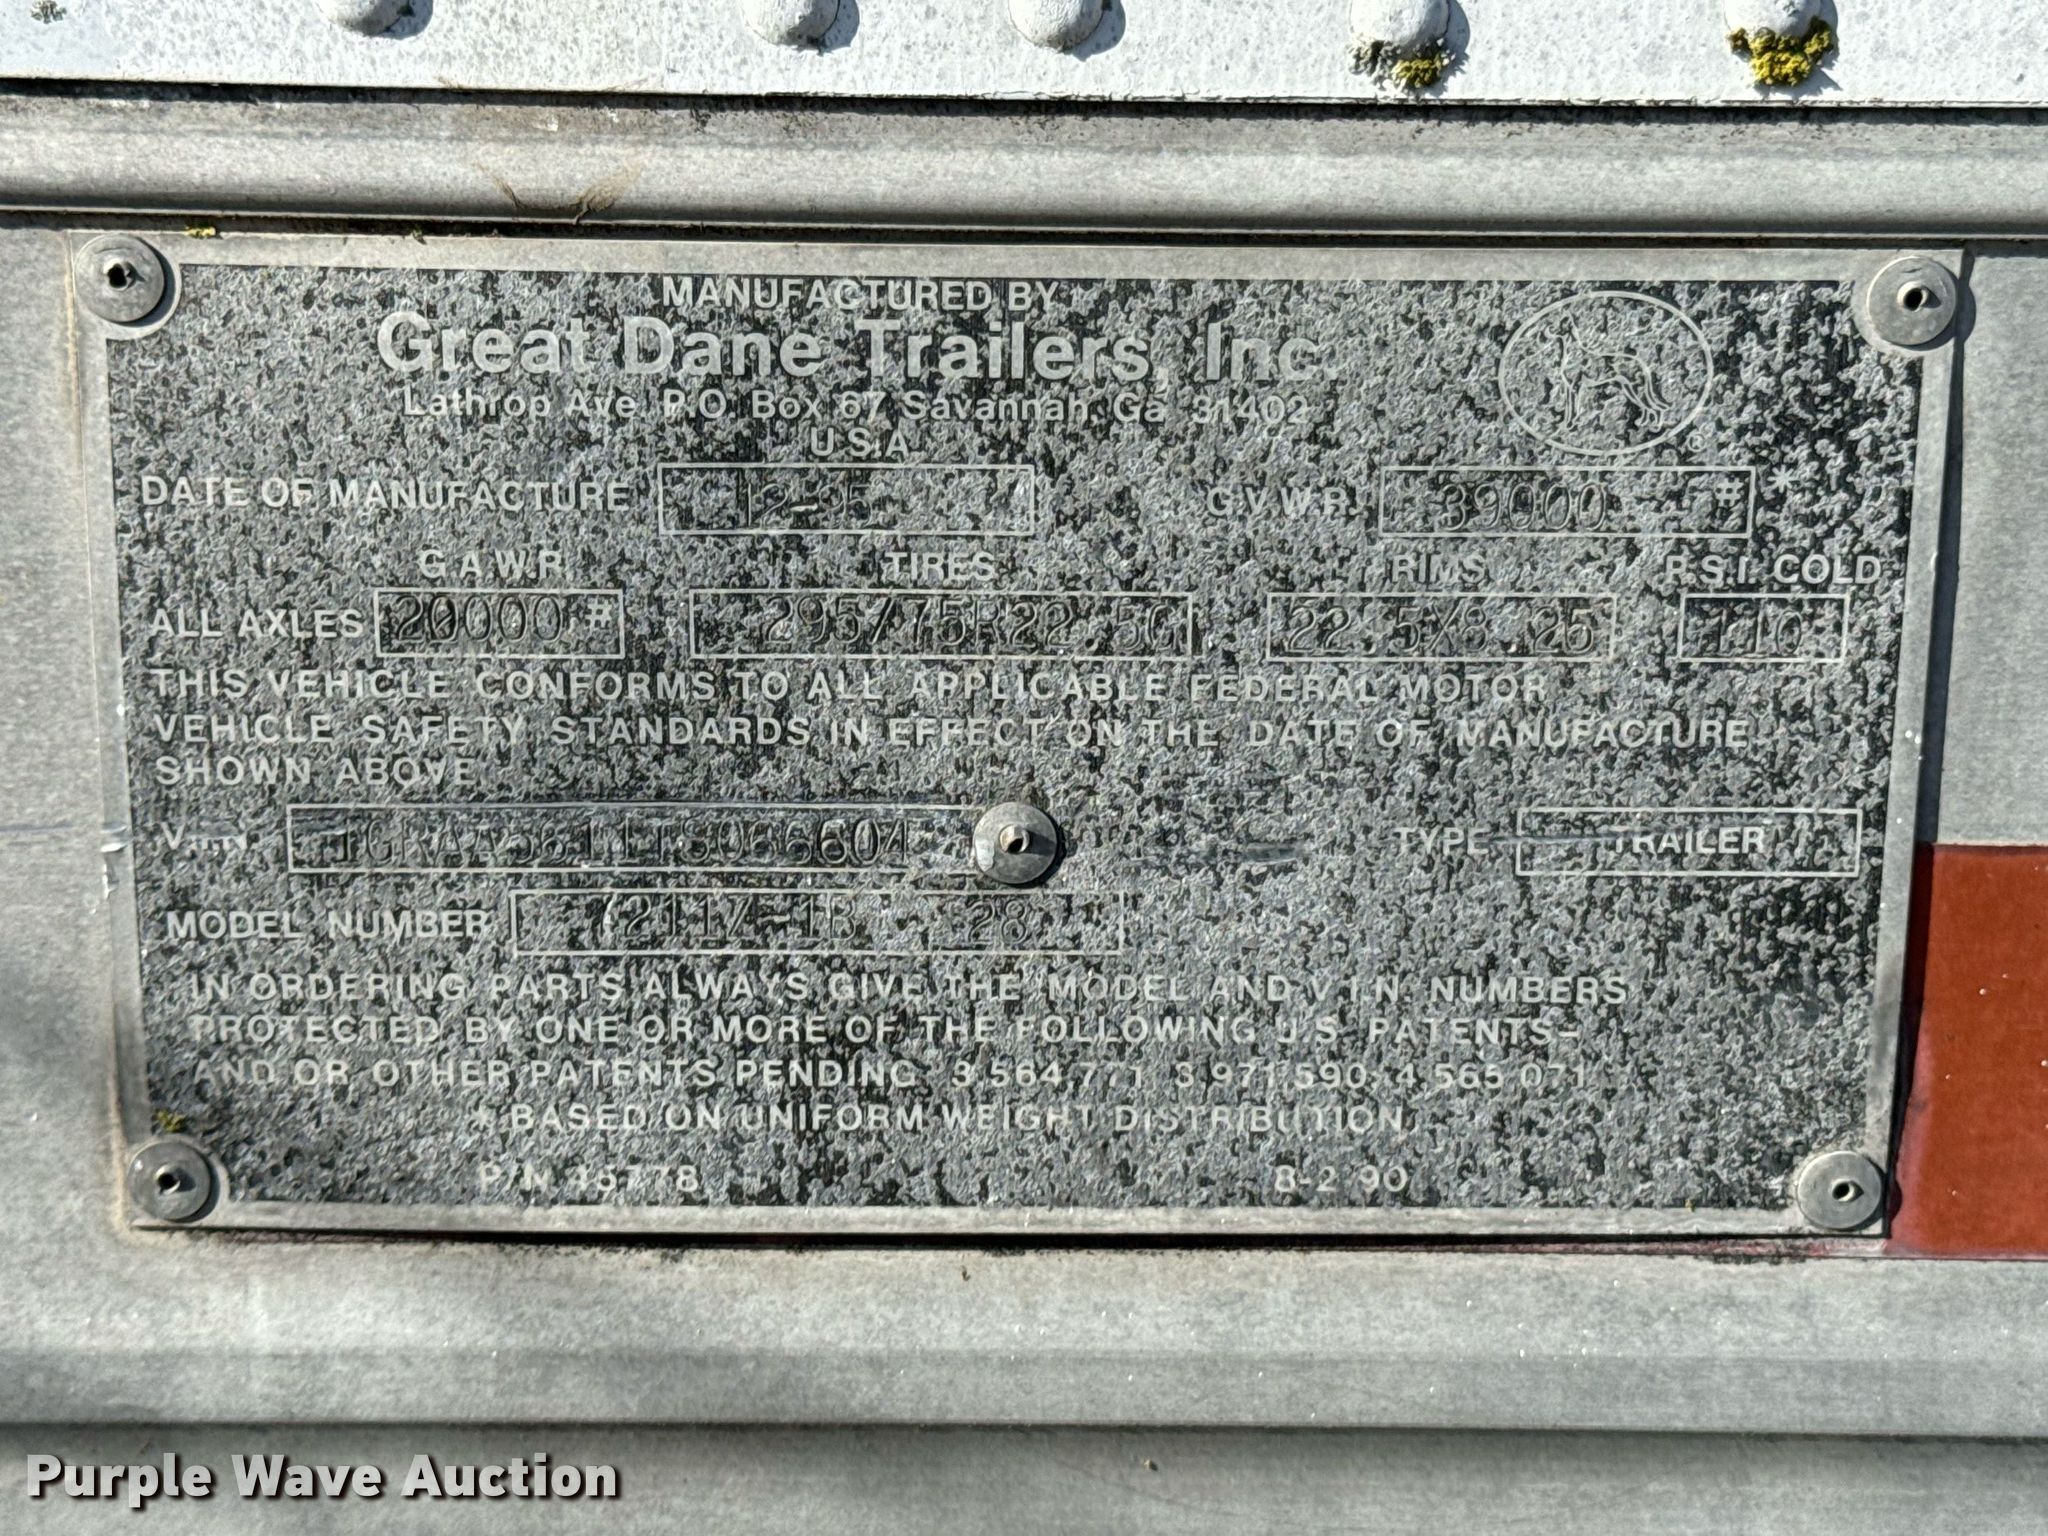 MANUFACTURED BY
Great Dane Trailers, Inc.
Lathrop Ave. P.O. Box 67 Savannah, Ga. 31402
U.S.A.
DATE OF MANUFACTURE 12-95 G.V.W.R. 39000 # *
G.A.W.R. TIRES RIMS P.S.I. COLD
ALL AXLES 20000 # 295/75R22.5G 22.5X8.25 110
THIS VEHICLE CONFORMS TO ALL APPLICABLE FEDERAL MOTOR
VEHICLE SAFETY STANDARDS IN EFFECT ON THE DATE OF MANUFACTURE
SHOWN ABOVE
V.I.N. 1GRAA5611TS066604 TYPE TRAILER
MODEL NUMBER 28
IN ORDERING PARTS ALWAYS GIVE THE MODEL AND V.I.N. NUMBERS
PROTECTED BY ONE OR MORE OF THE FOLLOWING U.S. PATENTS-
AND/OR OTHER PATENTS PENDING 3,564,771 3,971,590, 4,565,071
* BASED ON UNIFORM WEIGHT DISTRIBUTION
P/N 45778 8-2-90
Purple Wave Auction